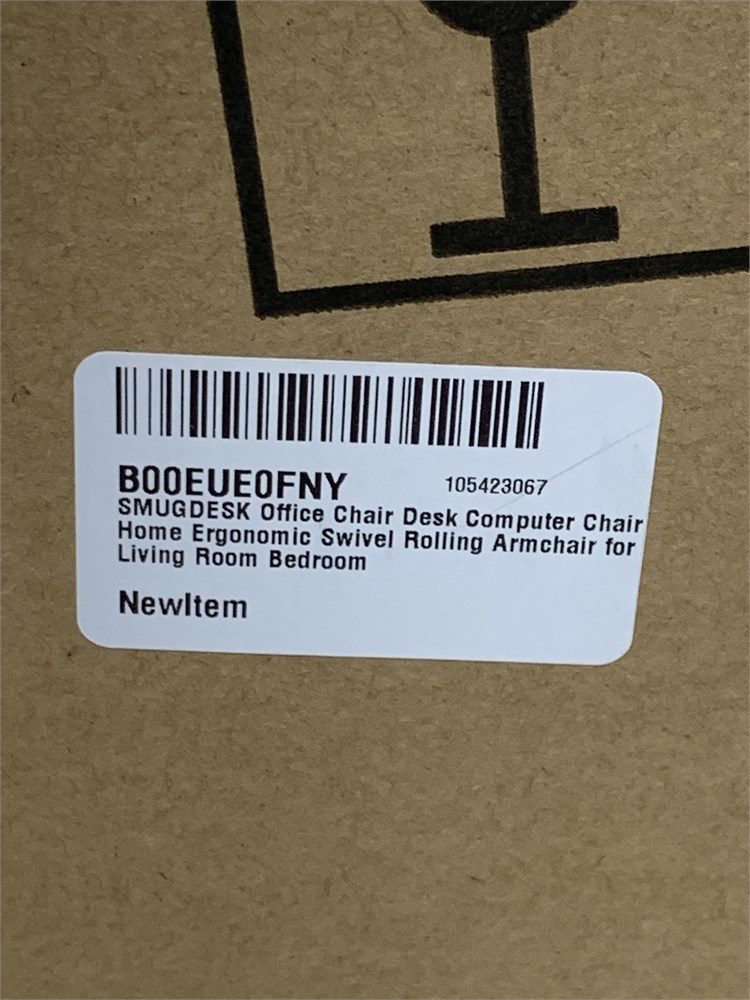 B00EUE0FNY 105423067
SMUGDESK Office Chair Desk Computer Chair
Home Ergonomic Swivel Rolling Armchair for
Living Room Bedroom
NewItem